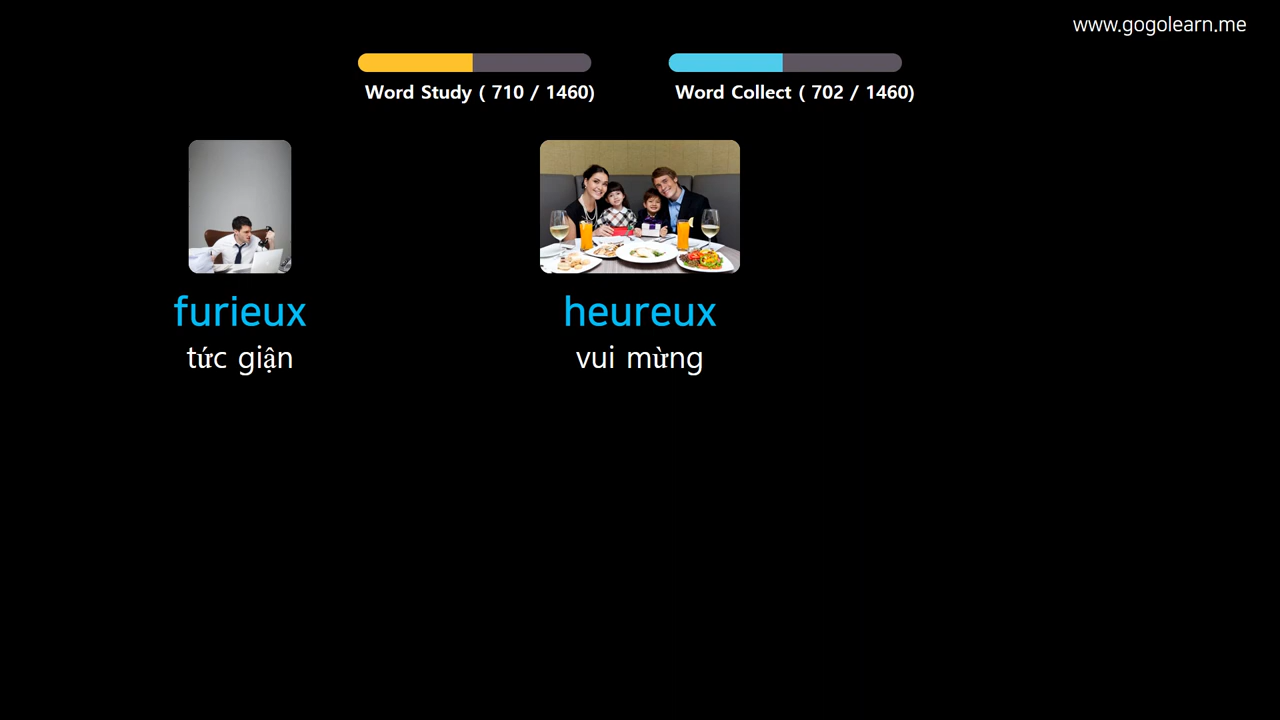 www.gogolearn.me
Word Study ( 710 / 1460)
Word Collect ( 702 / 1460)
furieux
tức giận
heureux
vui mừng